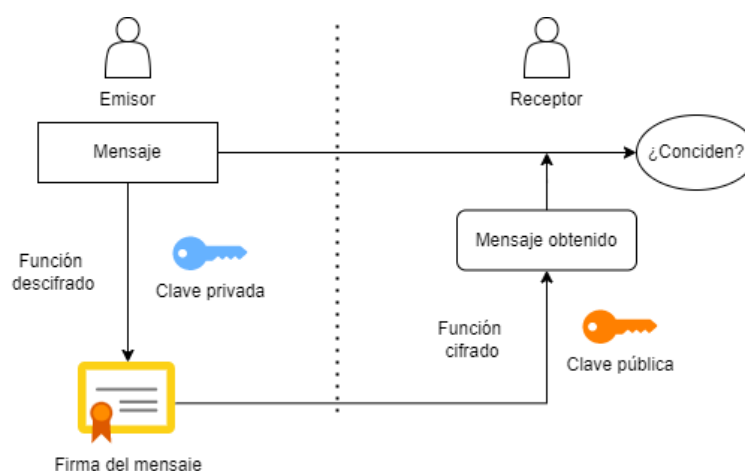 Emisor
Receptor
Mensaje
¿Conciden?
Mensaje obtenido
Función
descifrado
Clave privada
Función
cifrado
Clave pública
Firma del mensaje